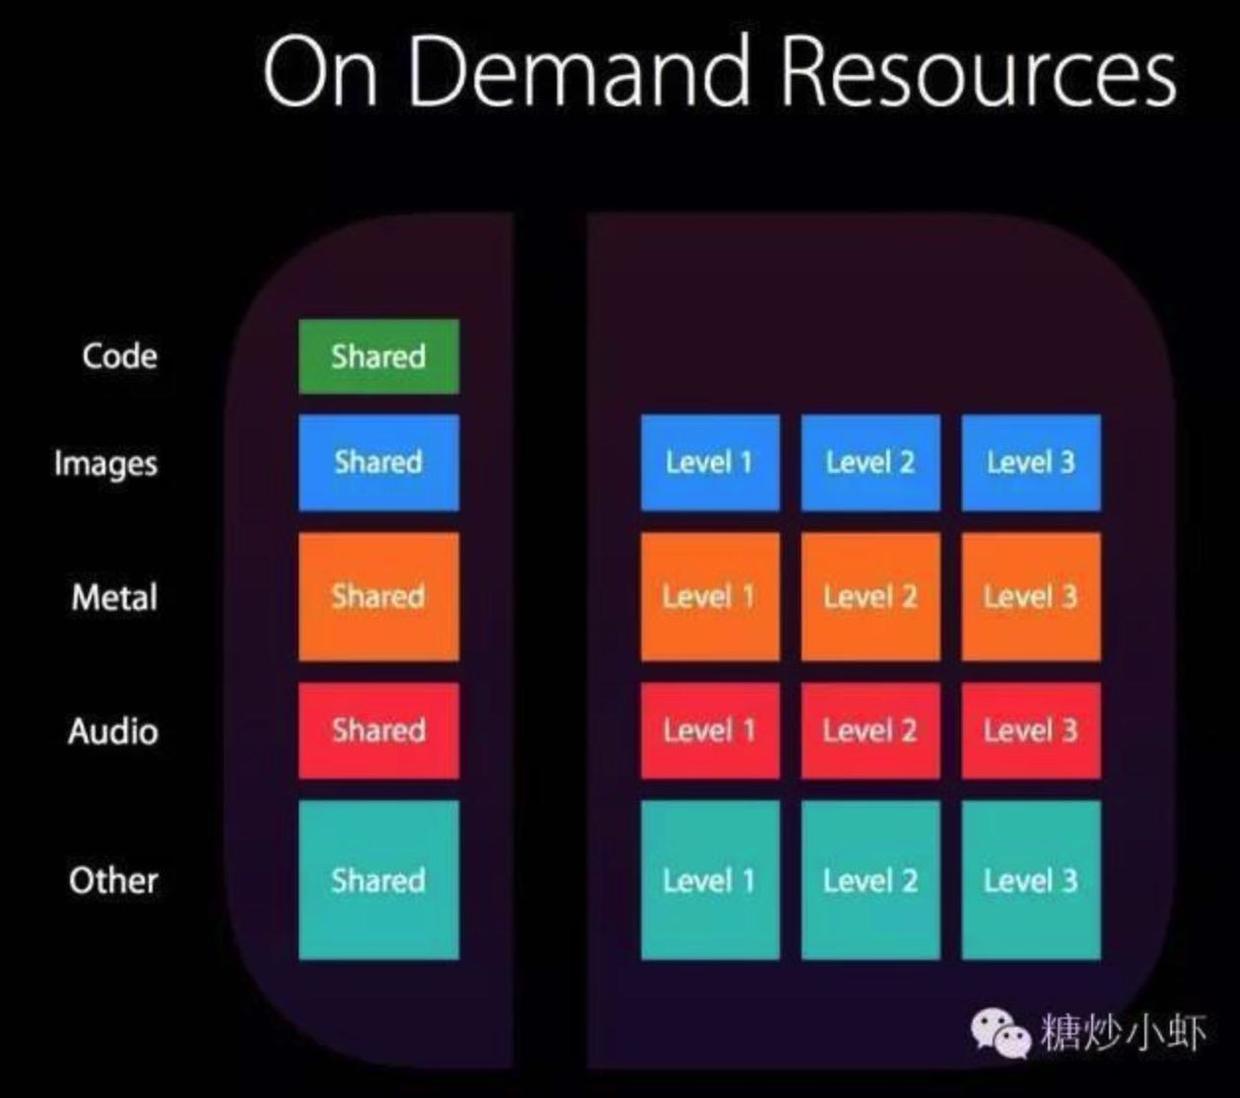 On Demand Resources
Code Shared
Images Shared Level 1 Level 2 Level 3
Metal Shared Level 1 Level 2 Level 3
Audio Shared Level 1 Level 2 Level 3
Other Shared Level 1 Level 2 Level 3
糖炒小虾